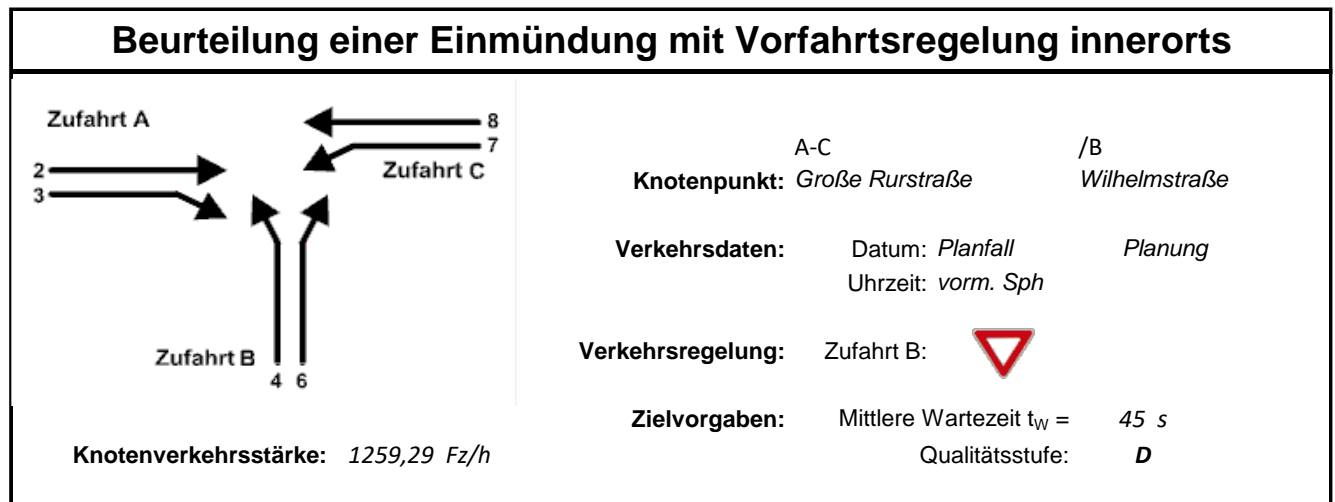 Beurteilung einer Einmündung mit Vorfahrtsregelung innerorts
Zufahrt A
8
7
Zufahrt C
2
3
Zufahrt B
4 6
Knotenverkehrsstärke: 1259,29 Fz/h
A-C /B
Knotenpunkt: Große Rurstraße Wilhelmstraße
Verkehrsdaten: Datum: Planfall Planung
Uhrzeit: vorm. Sph
Verkehrsregelung: Zufahrt B:
Zielvorgaben: Mittlere Wartezeit tW = 45 s
Qualitätsstufe: D